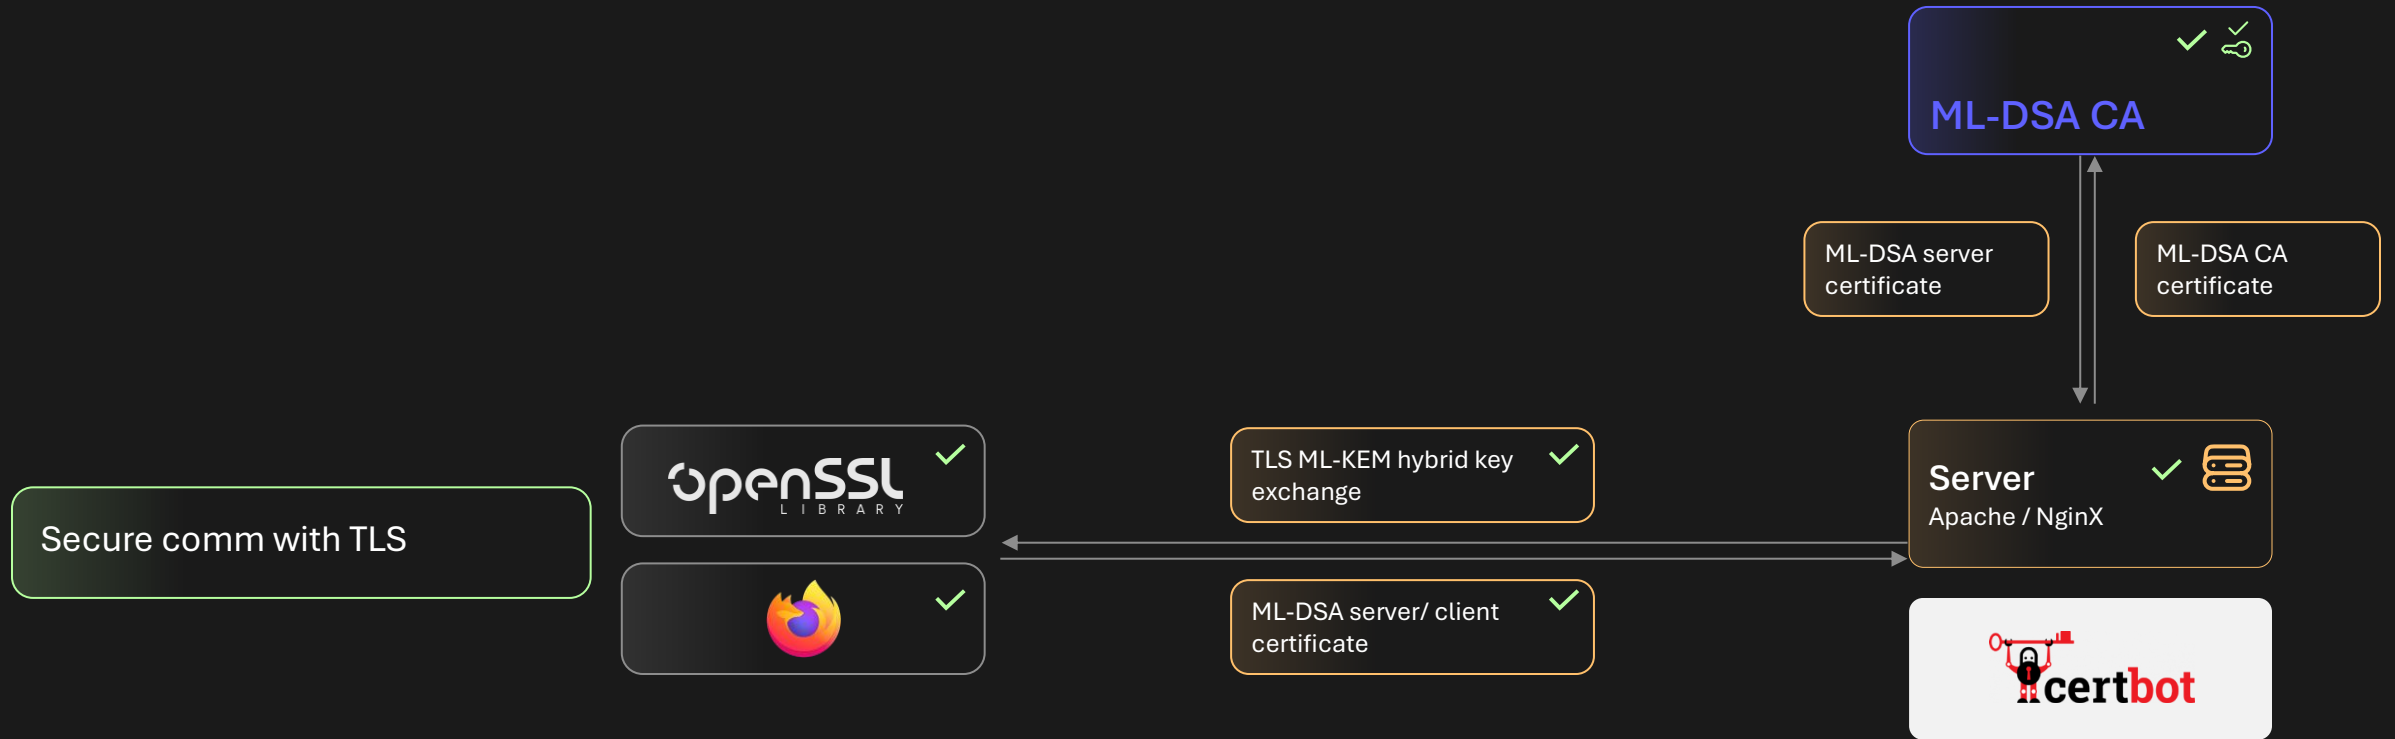 ML-DSA CA
ML-DSA server
certificate
ML-DSA CA
certificate
Secure comm with TLS
openSSL
LIBRARY
TLS ML-KEM hybrid key
exchange
ML-DSA server/ client
certificate
Server
Apache / NginX
certbot